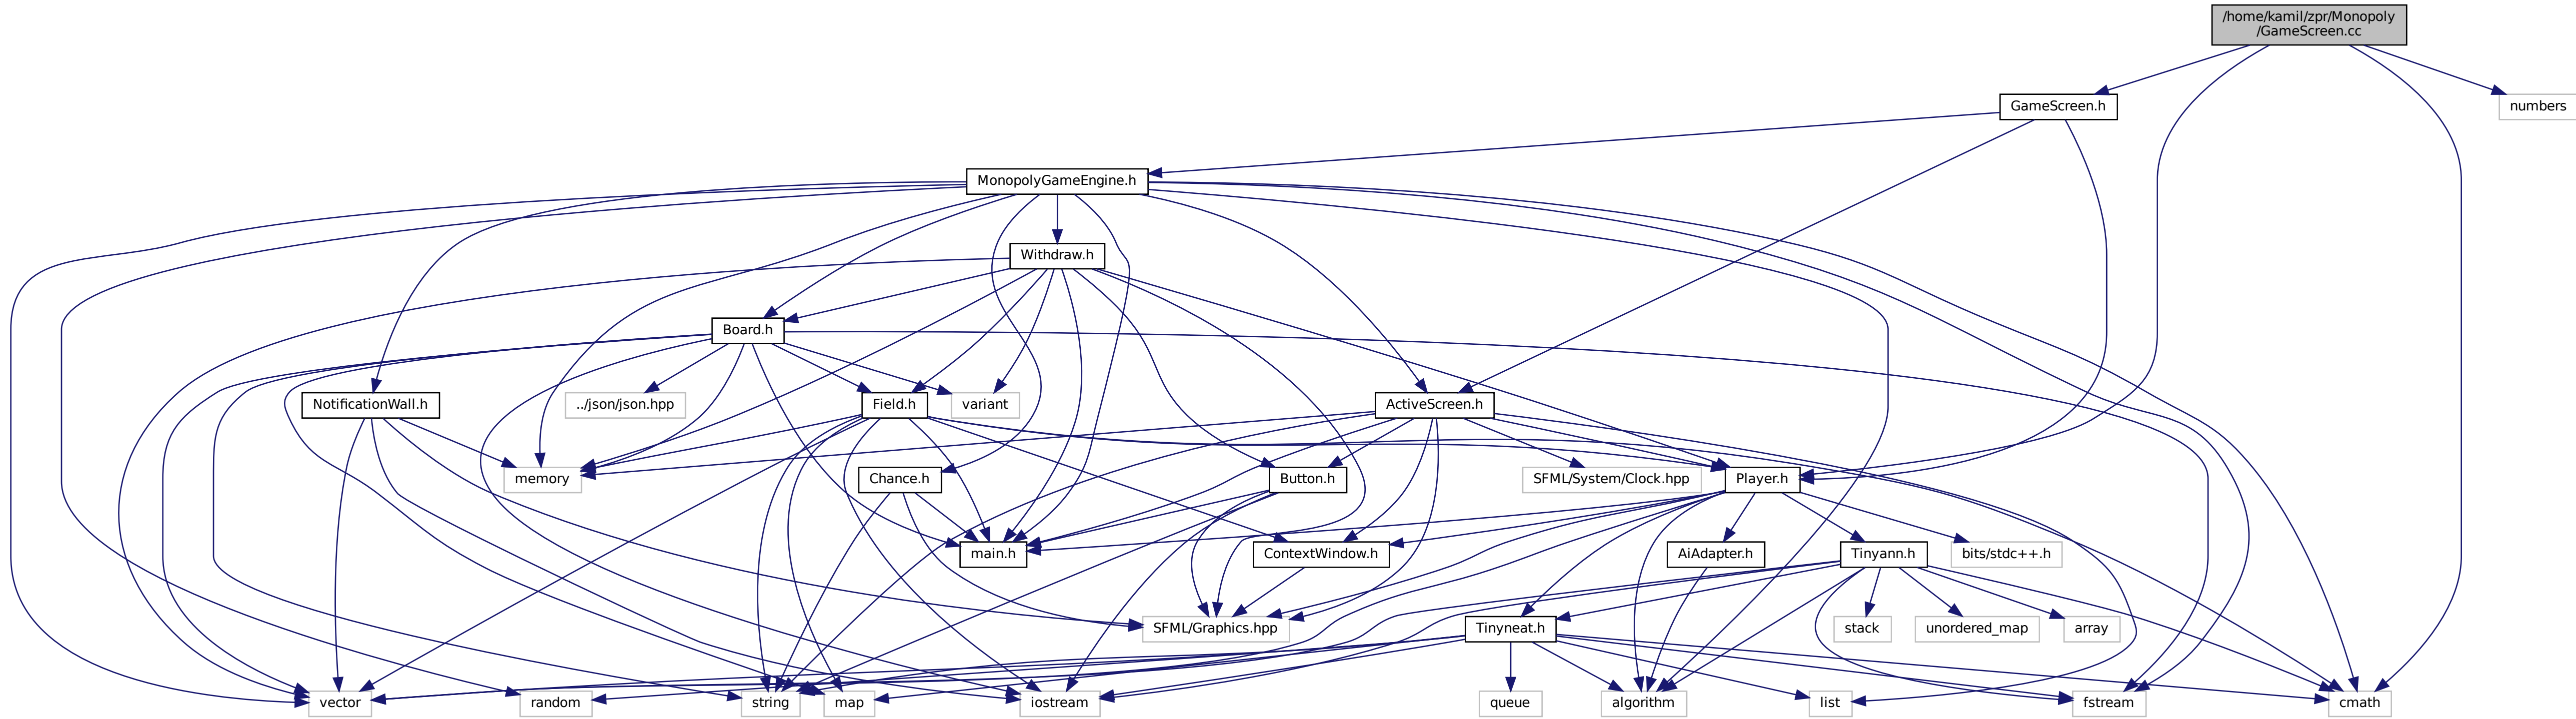 /home/kamil/zpr/Monopoly
/GameScreen.cc
GameScreen.h
numbers
MonopolyGameEngine.h
Withdraw.h
Board.h
NotificationWall.h
../json/json.hpp
Field.h
variant
ActiveScreen.h
memory
Chance.h
Button.h
SFML/System/Clock.hpp
Player.h
main.h
ContextWindow.h
AiAdapter.h
Tinyann.h
bits/stdc++.h
SFML/Graphics.hpp
Tinyneat.h
stack
unordered_map
array
vector
random
string
map
iostream
queue
algorithm
list
fstream
cmath